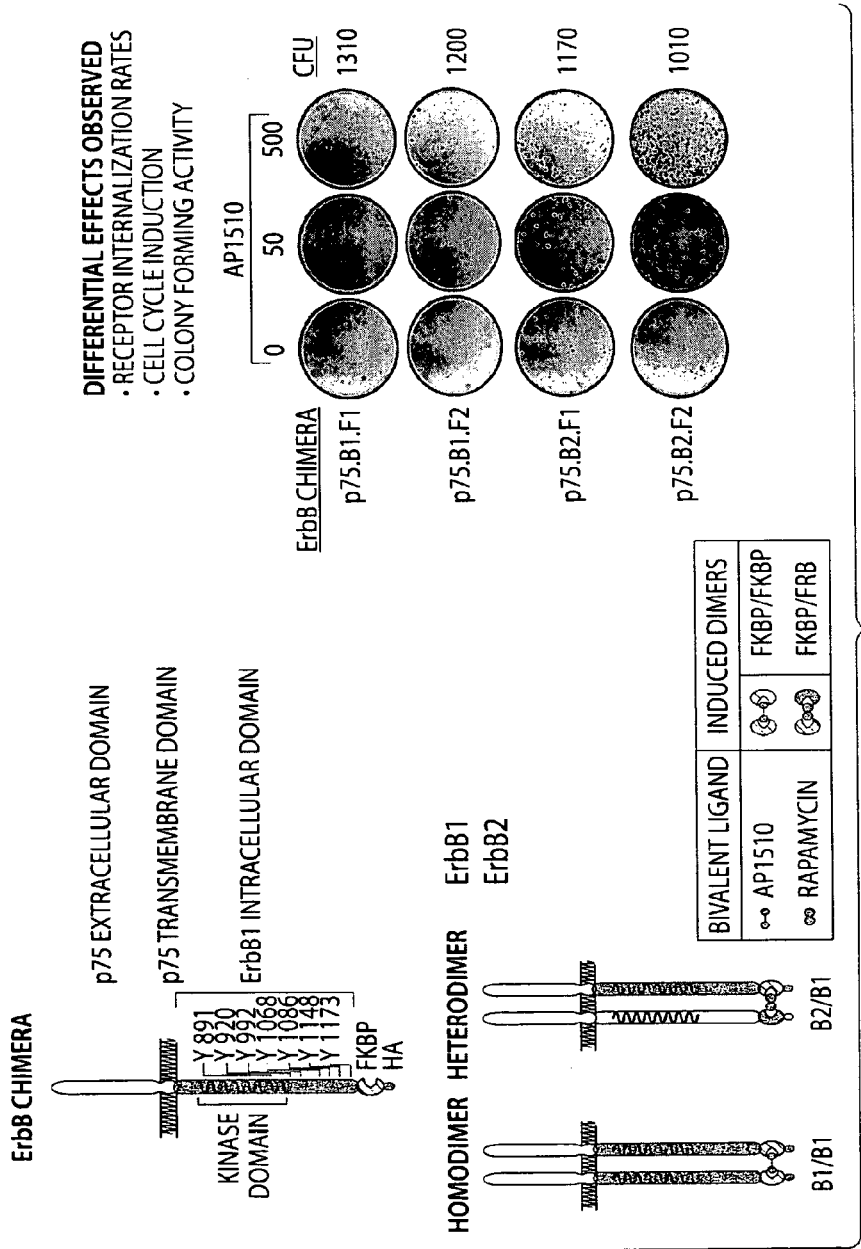 ErbB CHIMERA
p75 EXTRACELLULAR DOMAIN
p75 TRANSMEMBRANE DOMAIN
ErbB1 INTRACELLULAR DOMAIN
KINASE
DOMAIN
Y 891
Y 920
Y 992
Y 1068
Y 1086
Y 1148
Y 1173
FKBP
HA
HOMODIMER
HETERODIMER
ErbB1
ErbB2
B1/B1
B2/B1
BIVALENT LIGAND INDUCED DIMERS
AP1510 FKBP/FKBP
RAPAMYCIN FKBP/FRB
DIFFERENTIAL EFFECTS OBSERVED
· RECEPTOR INTERNALIZATION RATES
· CELL CYCLE INDUCTION
· COLONY FORMING ACTIVITY
AP1510
ErbB CHIMERA 0 50 500 CFU
p75.B1.F1 1310
p75.B1.F2 1200
p75.B2.F1 1170
p75.B2.F2 1010